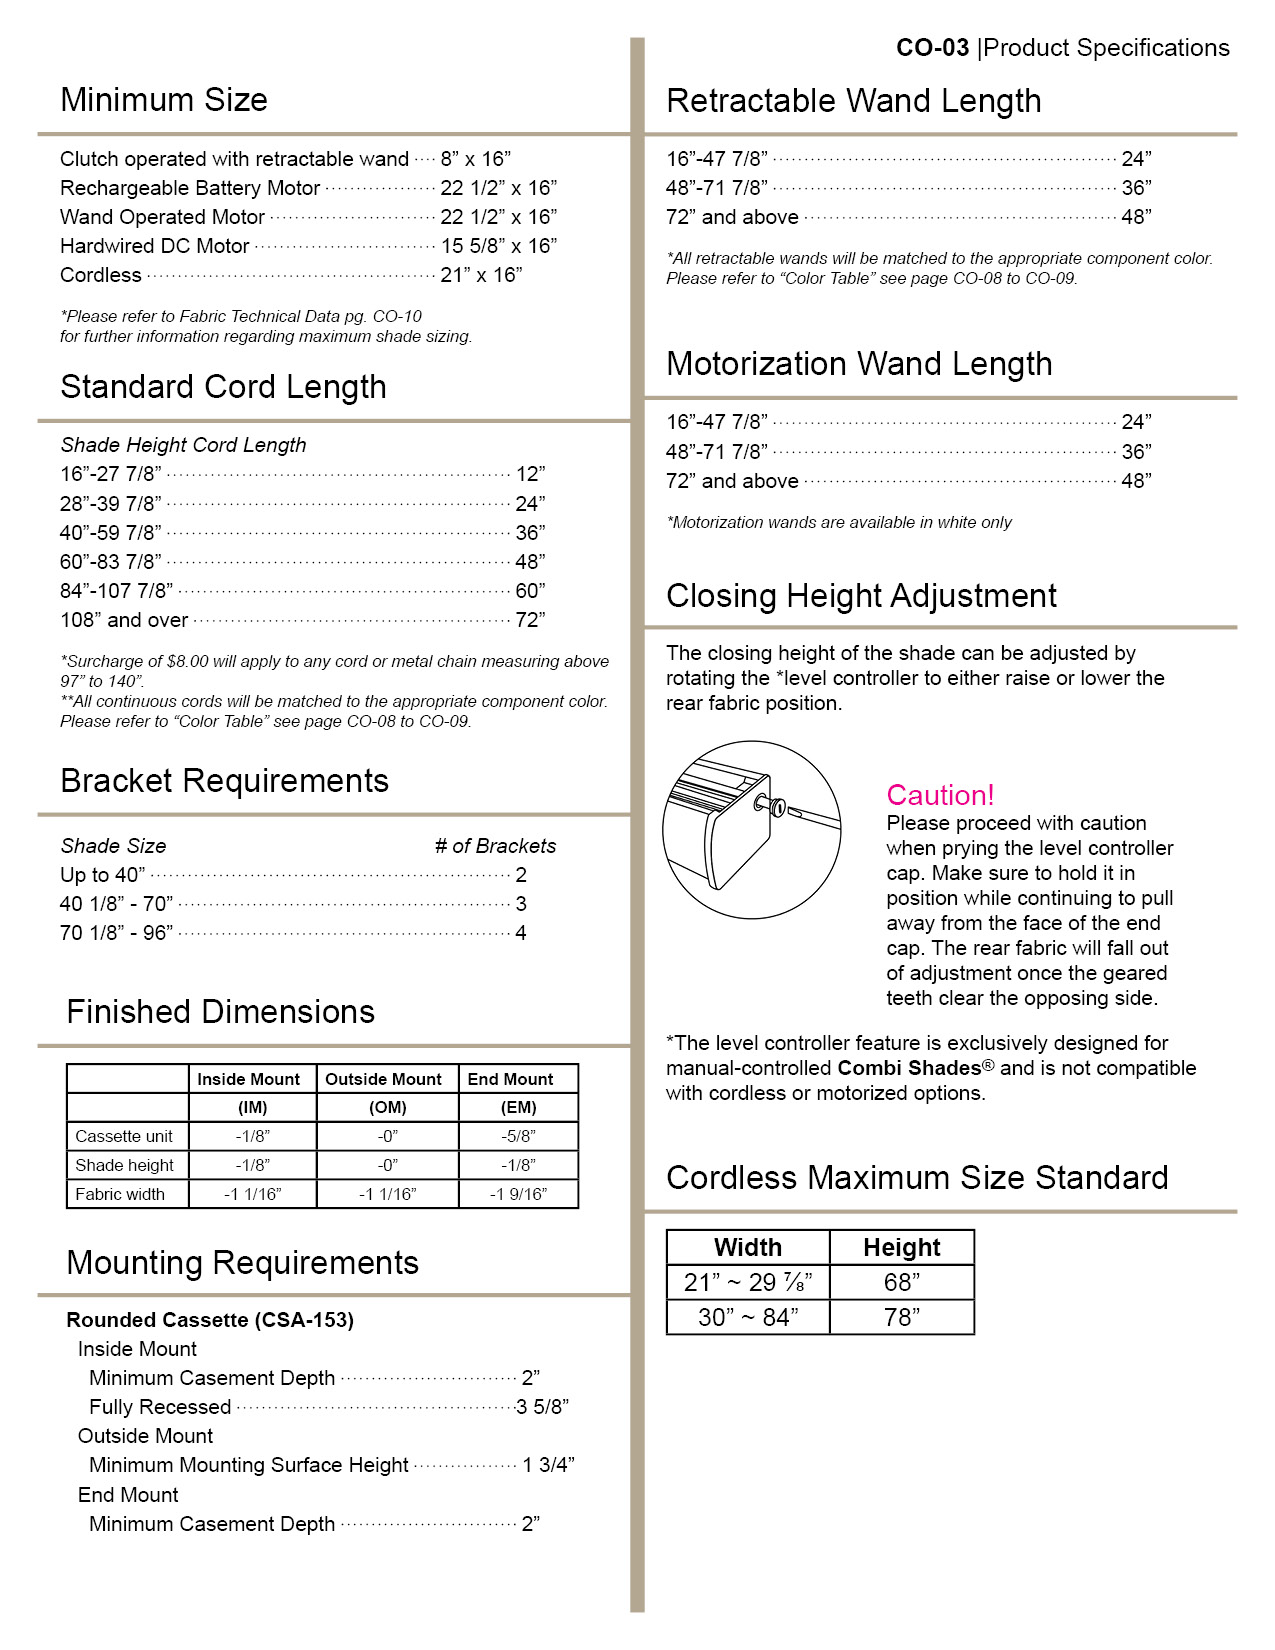 CO-03 |Product Specifications
Minimum Size
Clutch operated with retractable wand ···· 8” x 16”
Rechargeable Battery Motor ·················· 22 1/2” x 16”
Wand Operated Motor ··························· 22 1/2” x 16”
Hardwired DC Motor ····························· 15 5/8” x 16”
Cordless ··············································· 21” x 16”
*Please refer to Fabric Technical Data pg. CO-10
for further information regarding maximum shade sizing.
Standard Cord Length
Shade Height Cord Length
16”-27 7/8” ························································ 12”
28”-39 7/8” ························································ 24”
40”-59 7/8” ························································ 36”
60”-83 7/8” ························································ 48”
84”-107 7/8” ······················································ 60”
108” and over ···················································· 72”
*Surcharge of $8.00 will apply to any cord or metal chain measuring above
97” to 140”.
**All continuous cords will be matched to the appropriate component color.
Please refer to “Color Table” see page CO-08 to CO-09.
Bracket Requirements
Shade Size # of Brackets
Up to 40” ·························································· 2
40 1/8” - 70” ······················································ 3
70 1/8” - 96” ······················································ 4
Finished Dimensions
Inside Mount Outside Mount End Mount
(IM) (OM) (EM)
Cassette unit -1/8” -0” -5/8”
Shade height -1/8” -0” -1/8”
Fabric width -1 1/16” -1 1/16” -1 9/16”
Mounting Requirements
Rounded Cassette (CSA-153)
Inside Mount
Minimum Casement Depth ····························· 2”
Fully Recessed ·············································3 5/8”
Outside Mount
Minimum Mounting Surface Height ················· 1 3/4”
End Mount
Minimum Casement Depth ····························· 2”
Retractable Wand Length
16”-47 7/8” ························································ 24”
48”-71 7/8” ························································ 36”
72” and above ··················································· 48”
*All retractable wands will be matched to the appropriate component color.
Please refer to “Color Table” see page CO-08 to CO-09.
Motorization Wand Length
16”-47 7/8” ························································ 24”
48”-71 7/8” ························································ 36”
72” and above ··················································· 48”
*Motorization wands are available in white only
Closing Height Adjustment
The closing height of the shade can be adjusted by
rotating the *level controller to either raise or lower the
rear fabric position.
Caution!
Please proceed with caution
when prying the level controller
cap. Make sure to hold it in
position while continuing to pull
away from the face of the end
cap. The rear fabric will fall out
of adjustment once the geared
teeth clear the opposing side.
*The level controller feature is exclusively designed for
manual-controlled Combi Shades® and is not compatible
with cordless or motorized options.
Cordless Maximum Size Standard
Width Height
21” ~ 29 ⅞” 68”
30” ~ 84” 78”